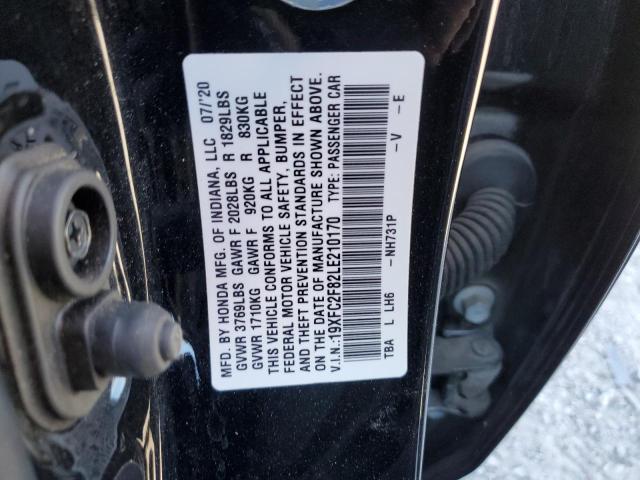 MFD. BY HONDA MFG. OF INDIANA, LLC 07/'20
GVWR 3769LBS GAWR F 2028LBS R 1829LBS
GVWR 1710KG GAWR F 920KG R 830KG
THIS VEHICLE CONFORMS TO ALL APPLICABLE
FEDERAL MOTOR VEHICLE SAFETY, BUMPER,
AND THEFT PREVENTION STANDARDS IN EFFECT
ON THE DATE OF MANUFACTURE SHOWN ABOVE.
V.I.N.:19XFC2F82LE210170 TYPE: PASSENGER CAR
TBA L LH6 -NH731P -V -E